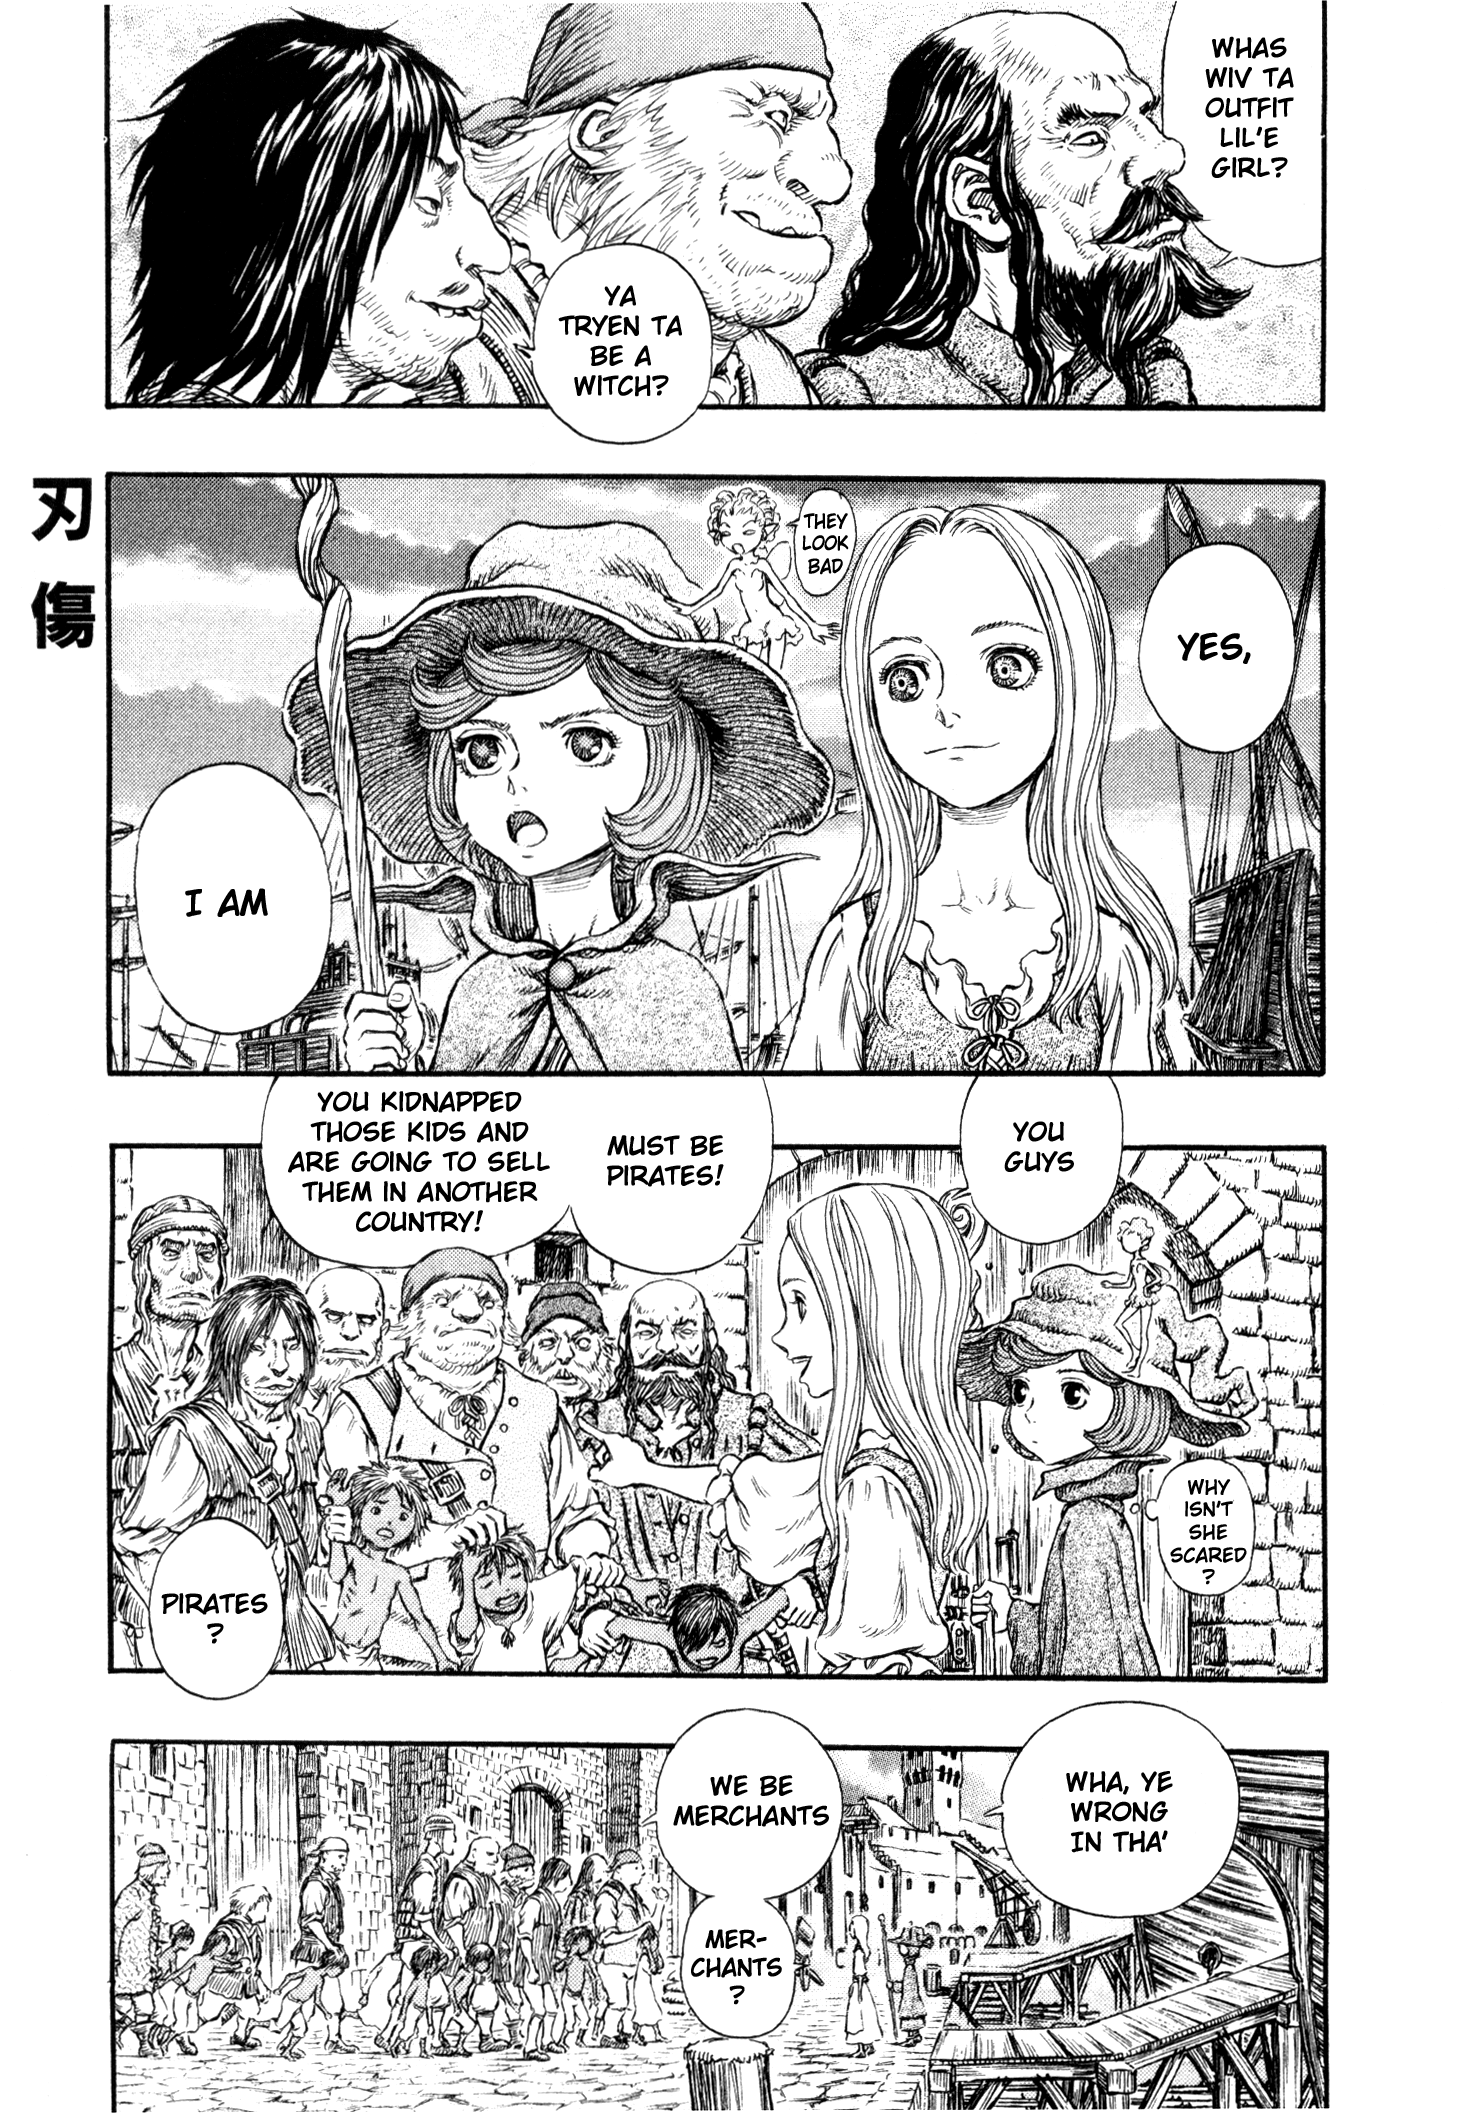 WHAS
WIV TA
OUTFIT
LIL'E
GIRL?
YA
TRYEN TA
BE A
WITCH?
刃
傷
YES,
THEY
LOOK
BAD
I AM
YOU
GUYS
MUST BE
PIRATES!
YOU KIDNAPPED
THOSE KIDS AND
ARE GOING TO SELL
THEM IN ANOTHER
COUNTRY!
WHY
ISN'T
SHE
SCARED
?
PIRATES
?
WHA, YE
WRONG
IN THA'
WE BE
MERCHANTS
MER-
CHANTS
?